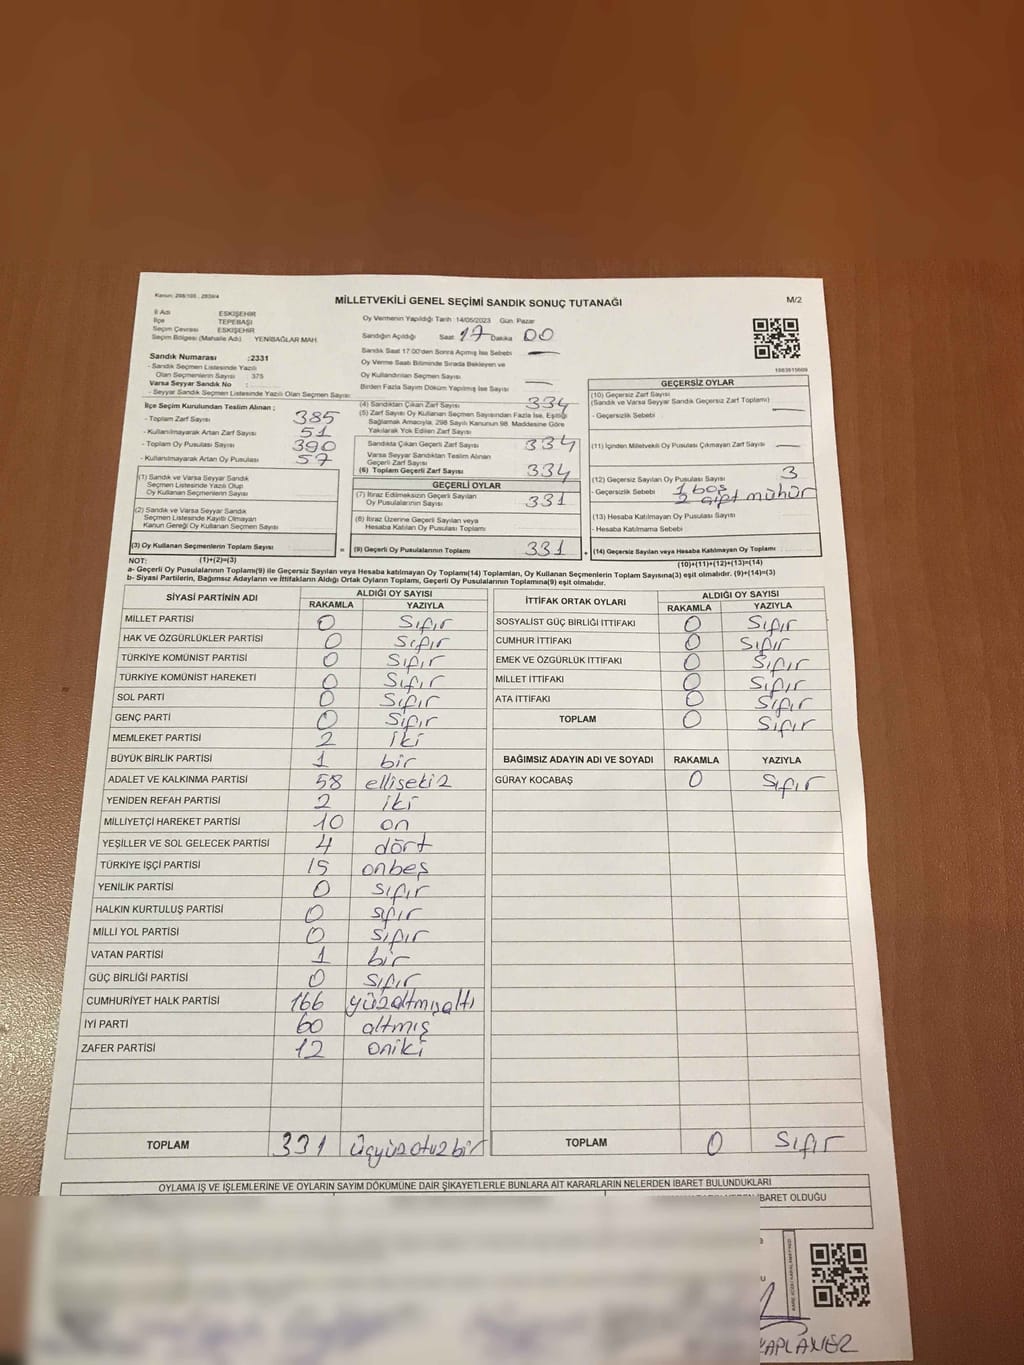 Kanun: 298/105 , 2839/4
MİLLETVEKİLİ GENEL SEÇİMİ SANDIK SONUÇ TUTANAĞI
M/2
İl Adı ESKİŞEHİR
İlçe TEPEBAŞI
Seçim Çevresi ESKİŞEHİR
Seçim Bölgesi (Mahalle Adı) YENİBAĞLAR MAH.
Sandık Numarası :2331
- Sandık Seçmen Listesinde Yazılı
Olan Seçmenlerin Sayısı : 375
Varsa Seyyar Sandık No :
- Seyyar Sandık Seçmen Listesinde Yazılı Olan Seçmen Sayısı:
Oy Vermenin Yapıldığı Tarih :14/05/2023 Gün: Pazar
Sandığın Açıldığı Saat 17 Dakika 00
Sandık Saat 17.00'den Sonra Açmış İse Sebebi —
Oy Verme Saati Bitiminde Sırada Bekleyen ve
Oy Kullandırılan Seçmen Sayısı
Birden Fazla Sayım Döküm Yapılmış İse Sayısı —
İlçe Seçim Kurulundan Teslim Alınan ;
- Toplam Zarf Sayısı 385
- Kullanılmayarak Artan Zarf Sayısı 51
- Toplam Oy Pusulası Sayısı 390
- Kullanılmayarak Artan Oy Pusulası 57
(1) Sandık ve Varsa Seyyar Sandık
Seçmen Listesinde Yazılı Olup
Oy Kullanan Seçmenlerin Sayısı
(2) Sandık ve Varsa Seyyar Sandık
Seçmen Listesinde Kayıtlı Olmayan
Kanun Gereği Oy Kullanan Seçmen Sayısı
(3) Oy Kullanan Seçmenlerin Toplam Sayısı
(4) Sandıktan Çıkan Zarf Sayısı 334
(5) Zarf Sayısı Oy Kullanan Seçmen Sayısından Fazla İse, Eşitliği
Sağlamak Amacıyla, 298 Sayılı Kanunun 98. Maddesine Göre
Yakılarak Yok Edilen Zarf Sayısı
Sandıkta Çıkan Geçerli Zarf Sayısı 334
Varsa Seyyar Sandıktan Teslim Alınan
Geçerli Zarf Sayısı
(6) Toplam Geçerli Zarf Sayısı 334
GEÇERLİ OYLAR
(7) İtiraz Edilmeksizin Geçerli Sayılan
Oy Pusulalarının Sayısı 331
(8) İtiraz Üzerine Geçerli Sayılan veya
Hesaba Katılan Oy Pusulası Toplamı
= (9) Geçerli Oy Pusulalarının Toplamı 331 +
GEÇERSİZ OYLAR
(10) Geçersiz Zarf Sayısı
(Sandık ve Varsa Seyyar Sandık Geçersiz Zarf Toplamı)
- Geçersizlik Sebebi —
(11) İçinden Milletvekili Oy Pusulası Çıkmayan Zarf Sayısı —
(12) Geçersiz Sayılan Oy Pusulası Sayısı 3
- Geçersizlik Sebebi 1 boş
2 çift mühür
(13) Hesaba Katılmayan Oy Pusulası Sayısı
- Hesaba Katılmama Sebebi
(14) Geçersiz Sayılan veya Hesaba Katılmayan Oy Toplamı
NOT: (1)+(2)=(3)
(10)+(11)+(12)+(13)=(14)
a- Geçerli Oy Pusulalarının Toplamı(9) ile Geçersiz Sayılan veya Hesaba katılmayan Oy Toplamı(14) Toplamları, Oy Kullanan Seçmenlerin Toplam Sayısına(3) eşit olmalıdır. (9)+(14)=(3)
b- Siyasi Partilerin, Bağımsız Adayların ve İttifakların Aldığı Ortak Oyların Toplamı, Geçerli Oy Pusulalarının Toplamına(9) eşit olmalıdır.
SİYASİ PARTİNİN ADI ALDIĞI OY SAYISI
RAKAMLA YAZIYLA
MİLLET PARTİSİ 0 Sıfır
HAK VE ÖZGÜRLÜKLER PARTİSİ 0 Sıfır
TÜRKİYE KOMÜNİST PARTİSİ 0 Sıfır
TÜRKİYE KOMÜNİST HAREKETİ 0 Sıfır
SOL PARTİ 0 Sıfır
GENÇ PARTİ 0 Sıfır
MEMLEKET PARTİSİ 2 iki
BÜYÜK BİRLİK PARTİSİ 1 bir
ADALET VE KALKINMA PARTİSİ 58 elliseki2
YENİDEN REFAH PARTİSİ 2 iki
MİLLİYETÇİ HAREKET PARTİSİ 10 on
YEŞİLLER VE SOL GELECEK PARTİSİ 4 dört
TÜRKİYE İŞÇİ PARTİSİ 15 onbeş
YENİLİK PARTİSİ 0 sıfır
HALKIN KURTULUŞ PARTİSİ 0 sıfır
MİLLİ YOL PARTİSİ 0 sıfır
VATAN PARTİSİ 1 bir
GÜÇ BİRLİĞİ PARTİSİ 0 sıfır
CUMHURİYET HALK PARTİSİ 166 yüzaltmışaltı
İYİ PARTİ 60 altmış
ZAFER PARTİSİ 12 oniki
TOPLAM 331 üçyüzotuzbir
İTTİFAK ORTAK OYLARI ALDIĞI OY SAYISI
RAKAMLA YAZIYLA
SOSYALİST GÜÇ BİRLİĞİ İTTİFAKI 0 Sıfır
CUMHUR İTTİFAKI 0 Sıfır
EMEK VE ÖZGÜRLÜK İTTİFAKI 0 Sıfır
MİLLET İTTİFAKI 0 Sıfır
ATA İTTİFAKI 0 Sıfır
TOPLAM 0 Sıfır
BAĞIMSIZ ADAYIN ADI VE SOYADI RAKAMLA YAZIYLA
GÜRAY KOCABAŞ 0 Sıfır
TOPLAM 0 Sıfır
OYLAMA İŞ VE İŞLEMLERİNE VE OYLARIN SAYIM DÖKÜMÜNE DAİR ŞİKAYETLERLE BUNLARA AİT KARARLARIN NELERDEN İBARET BULUNDUKLARI
İBARET OLDUĞU